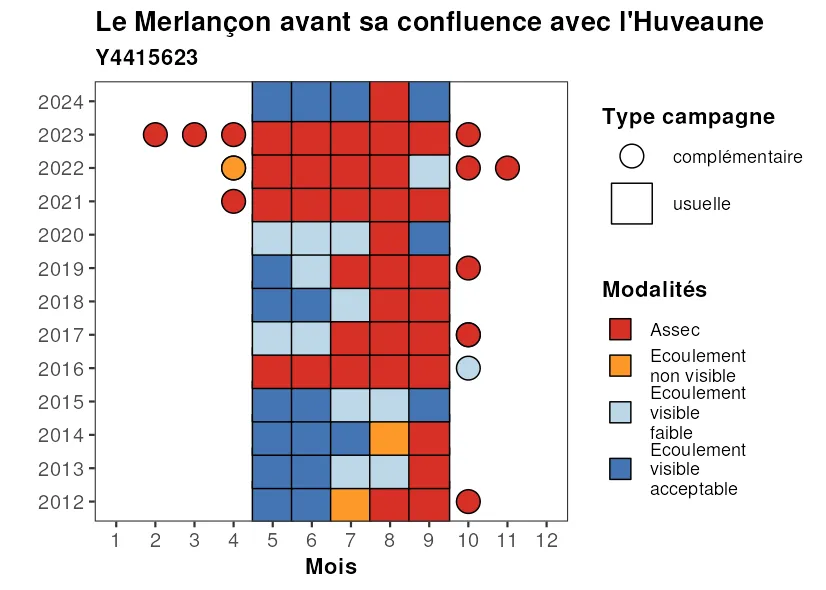 Le Merlançon avant sa confluence avec l'Huveaune
Y4415623
2024
2023
2022
2021
2020
2019
2018
2017
2016
2015
2014
2013
2012
1 2 3 4 5 6 7 8 9 10 11 12
Mois
Type campagne
complémentaire
usuelle
Modalités
Assec
Ecoulement
non visible
Ecoulement
visible
faible
Ecoulement
visible
acceptable